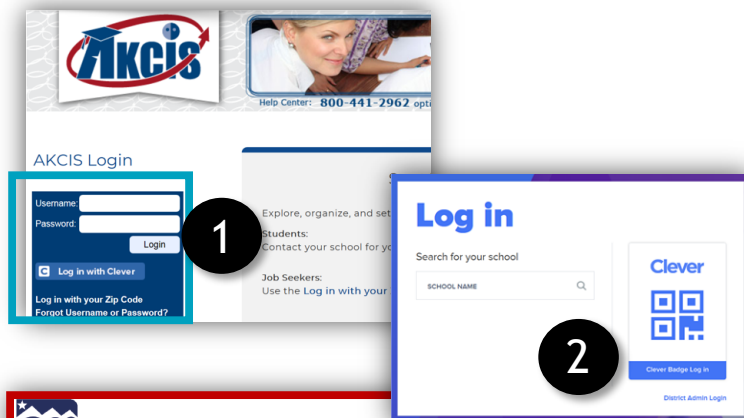 AKCIS
Help Center: 800-441-2962 opti
AKCIS Login
Username:
Password:
Login
C Log in with Clever
Log in with your Zip Code
Forgot Username or Password?
1
S
Explore, organize, and set
Students:
Contact your school for yo
Job Seekers:
Use the Log in with your
Log in
Search for your school
SCHOOL NAME
Clever
Clever Badge Log in
2
District Admin Login